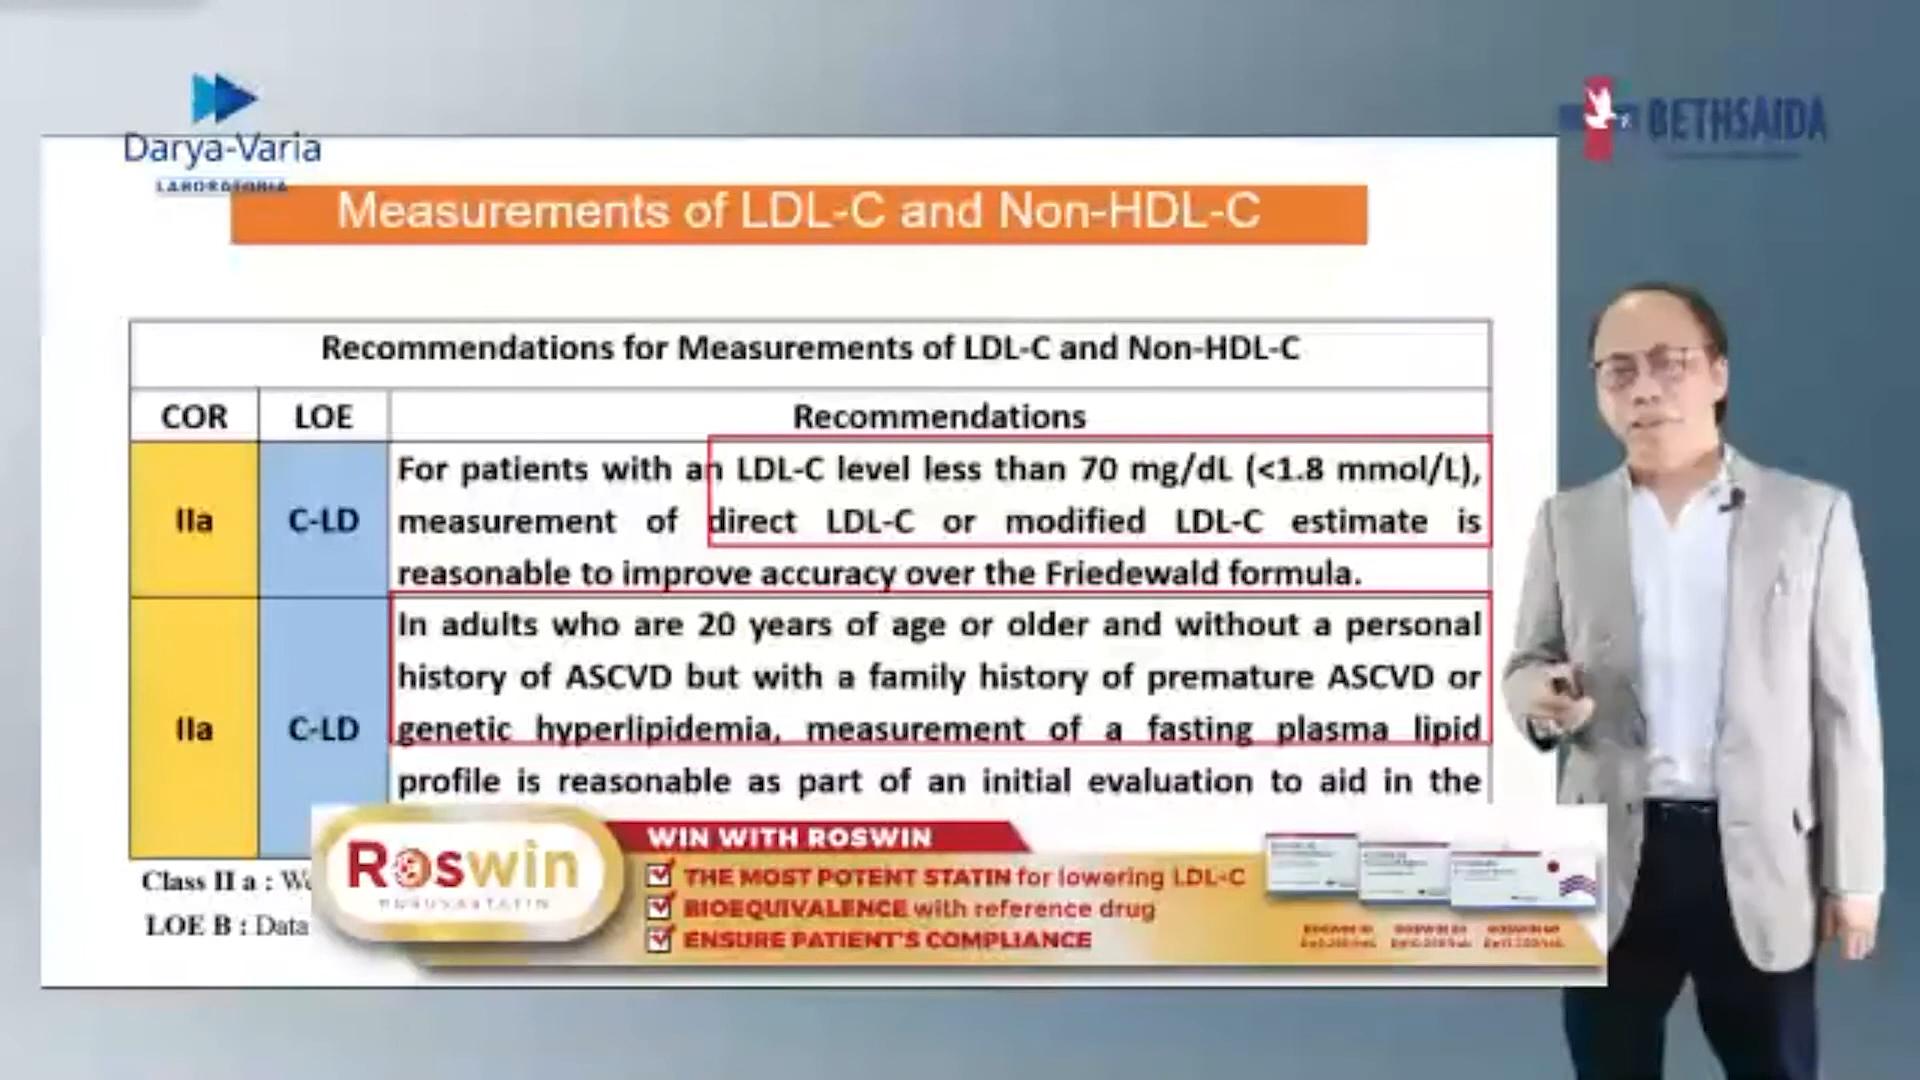 Darya-Varia
LABORATORIA
BETHSAIDA
Measurements of LDL-C and Non-HDL-C
Recommendations for Measurements of LDL-C and Non-HDL-C
COR LOE Recommendations
IIa C-LD
For patients with an LDL-C level less than 70 mg/dL (<1.8 mmol/L),
measurement of direct LDL-C or modified LDL-C estimate is
reasonable to improve accuracy over the Friedewald formula.
IIa C-LD
In adults who are 20 years of age or older and without a personal
history of ASCVD but with a family history of premature ASCVD or
genetic hyperlipidemia, measurement of a fasting plasma lipid
profile is reasonable as part of an initial evaluation to aid in the
Class II a :
LOE B : Data
Roswin
ROSUVASTATIN
WIN WITH ROSWIN
THE MOST POTENT STATIN for lowering LDL-C
BIOEQUIVALENCE with reference drug
ENSURE PATIENT'S COMPLIANCE